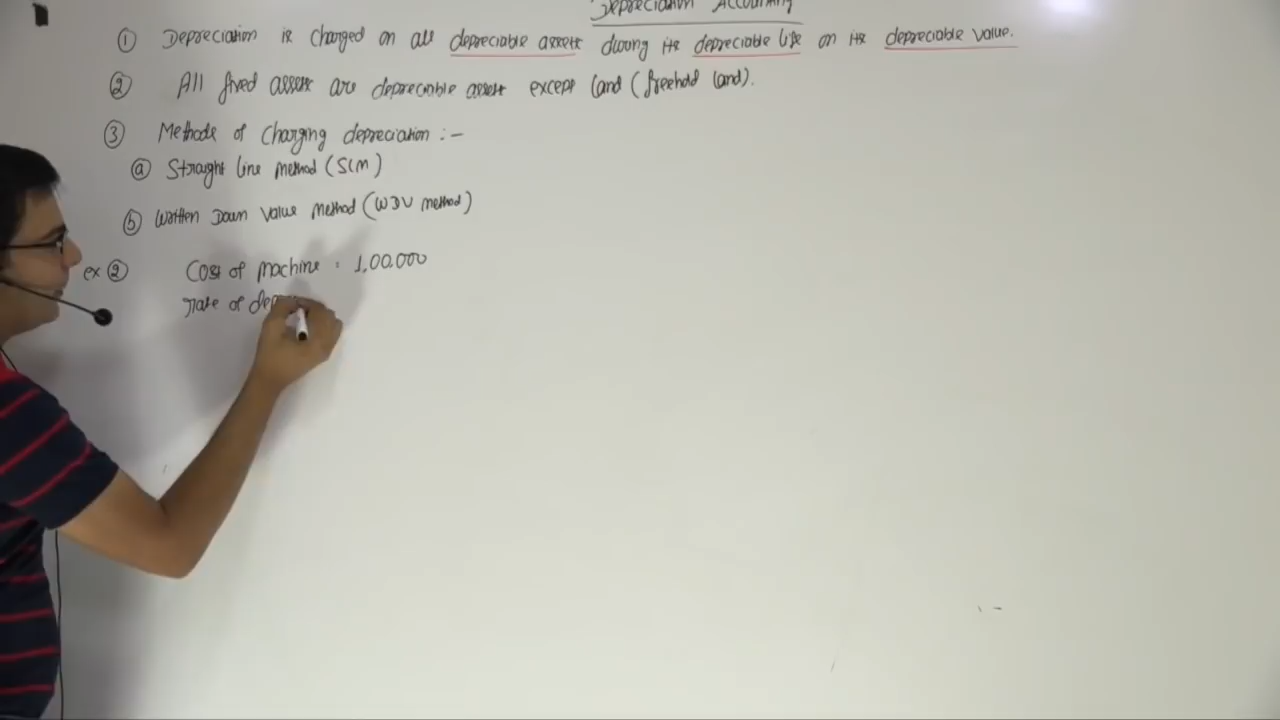 Depreciation Accounting
① Depreciation is charged on all depreciable assets during its depreciable life on its depreciable value.
② All fixed assets are depreciable assets except land (freehold land).
③ Methods of charging depreciation :-
ⓐ Straight line method (SLM)
ⓑ Written Down Value Method (WDV method)
ex ② Cost of machine = 1,00,000
rate of dep